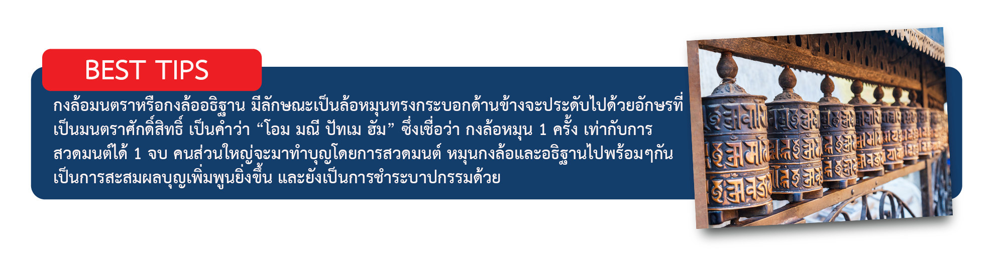 BEST TIPS
กงล้อมนตราหรือกงล้ออธิฐาน มีลักษณะเป็นล้อหมุนทรงกระบอกด้านข้างจะประดับไปด้วยอักษรที่
เป็นมนตราศักดิ์สิทธิ์ เป็นคำว่า “โอม มณี ปัทเม ฮัม” ซึ่งเชื่อว่า กงล้อหมุน 1 ครั้ง เท่ากับการ
สวดมนต์ได้ 1 จบ คนส่วนใหญ่จะมาทำบุญโดยการสวดมนต์ หมุนกงล้อและอธิฐานไปพร้อมๆกัน
เป็นการสะสมผลบุญเพิ่มพูนยิ่งขึ้น และยังเป็นการชำระบาปกรรมด้วย